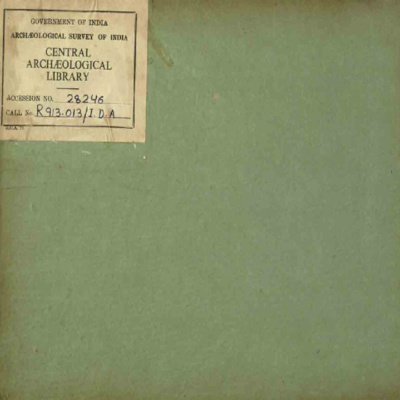 GOVERNMENT OF INDIA
ARCHÆOLOGICAL SURVEY OF INDIA
CENTRAL
ARCHÆOLOGICAL
LIBRARY
ACCESSION NO. 28246
CALL No. R913.013/I.D.A